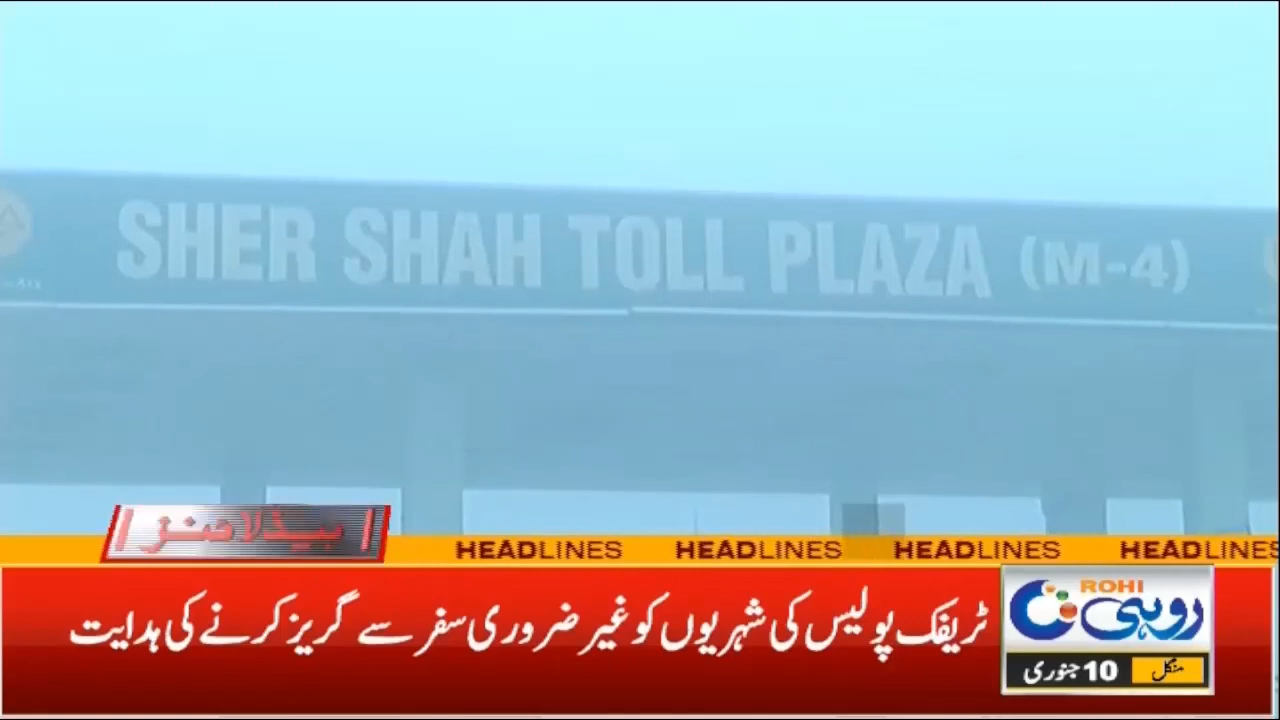 SHER SHAH TOLL PLAZA (M-4)
ہیڈلائنز
HEADLINES HEADLINES HEADLINES HEADLINES
ٹریفک پولیس کی شہریوں کو غیر ضروری سفر سے گریز کرنے کی ہدایت
ROHI
روہی
منگل 10 جنوری